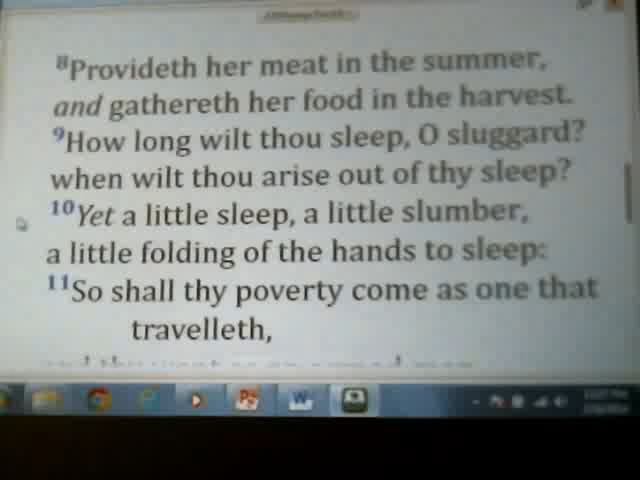 8Provideth her meat in the summer,
and gathereth her food in the harvest.
9How long wilt thou sleep, O sluggard?
when wilt thou arise out of thy sleep?
10Yet a little sleep, a little slumber,
a little folding of the hands to sleep:
11So shall thy poverty come as one that
travelleth,